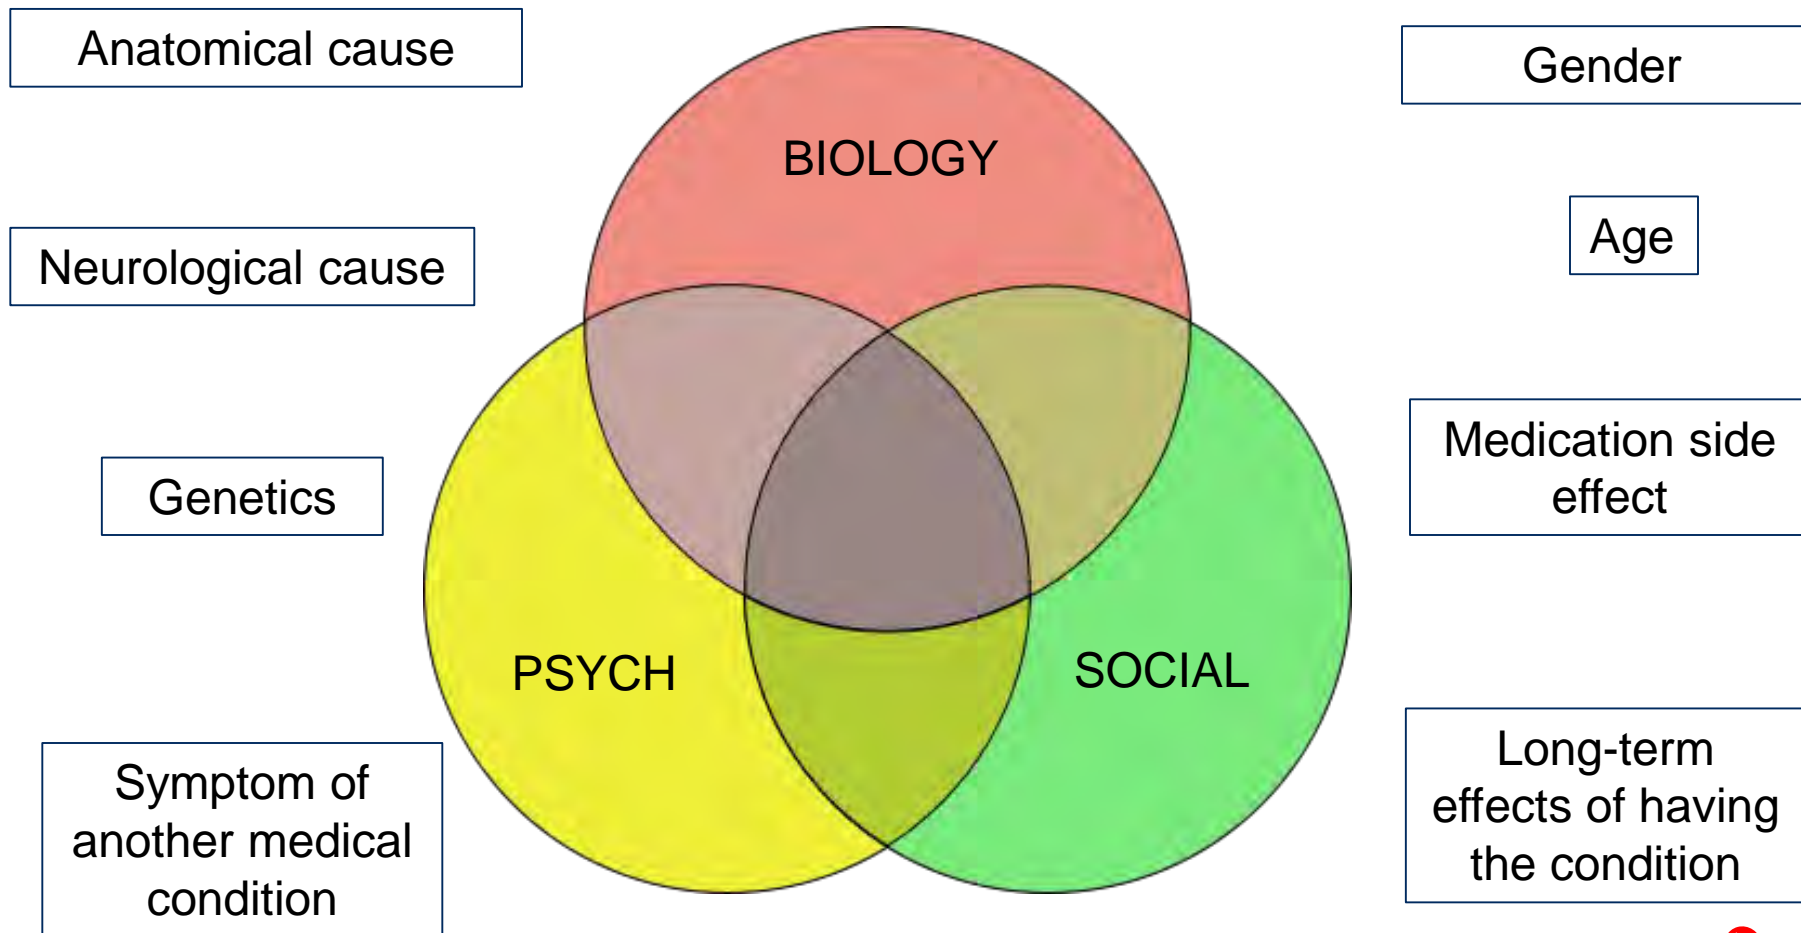 Anatomical cause
Gender
BIOLOGY
Neurological cause
Age
Genetics
Medication side
effect
PSYCH
SOCIAL
Symptom of
another medical
condition
Long-term
effects of having
the condition